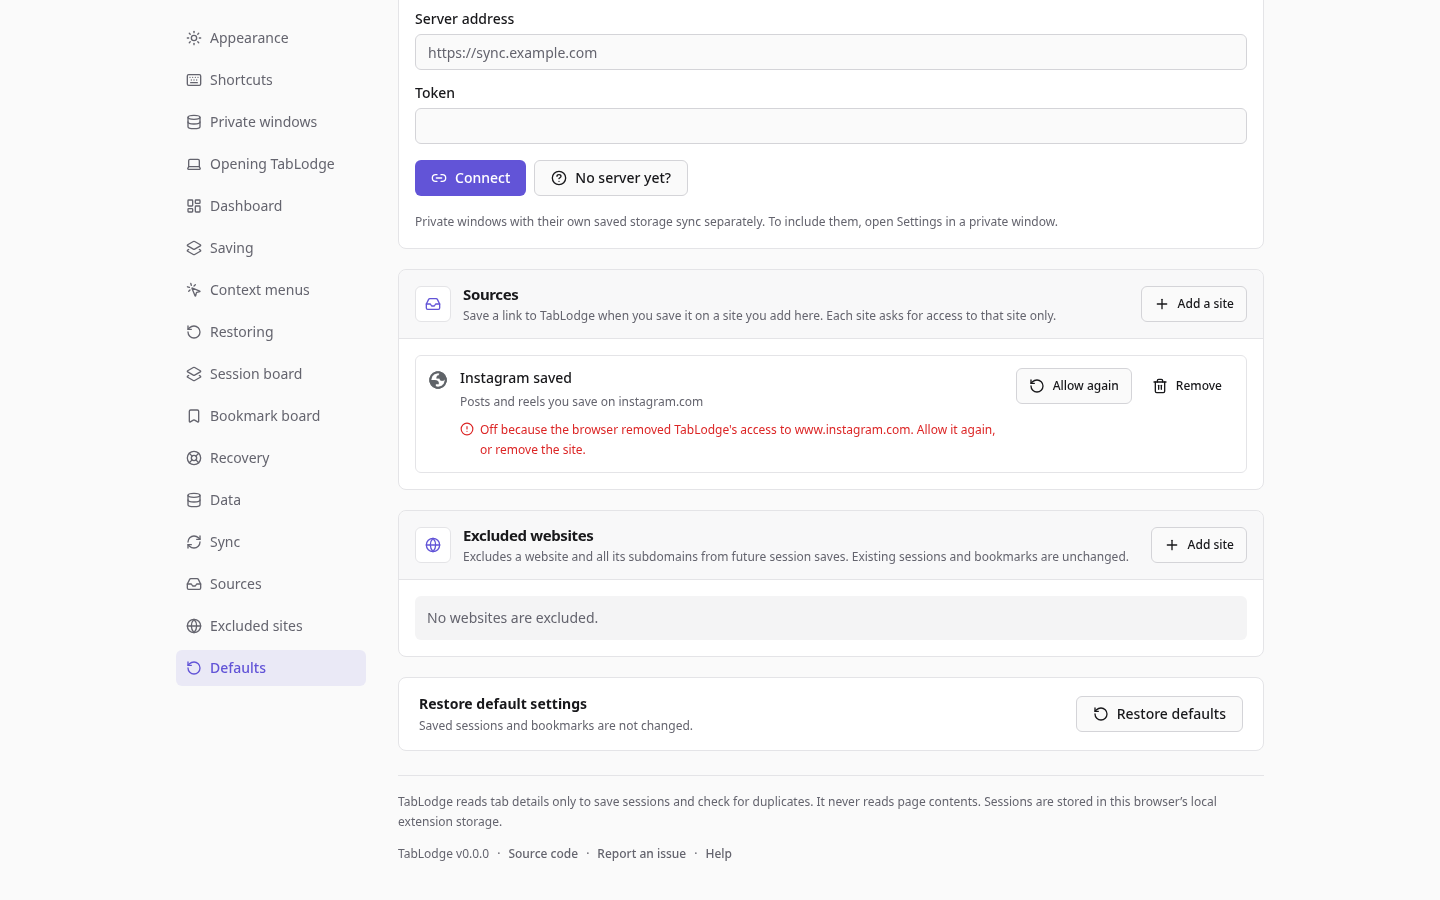 Appearance
Shortcuts
Private windows
Opening TabLodge
Dashboard
Saving
Context menus
Restoring
Session board
Bookmark board
Recovery
Data
Sync
Sources
Excluded sites
Defaults
Server address
https://sync.example.com
Token
Connect
No server yet?
Private windows with their own saved storage sync separately. To include them, open Settings in a private window.
Sources
Save a link to TabLodge when you save it on a site you add here. Each site asks for access to that site only.
Add a site
Instagram saved
Posts and reels you save on instagram.com
Off because the browser removed TabLodge's access to www.instagram.com. Allow it again,
or remove the site.
Allow again
Remove
Excluded websites
Excludes a website and all its subdomains from future session saves. Existing sessions and bookmarks are unchanged.
Add site
No websites are excluded.
Restore default settings
Saved sessions and bookmarks are not changed.
Restore defaults
TabLodge reads tab details only to save sessions and check for duplicates. It never reads page contents. Sessions are stored in this browser’s local
extension storage.
TabLodge v0.0.0 · Source code · Report an issue · Help